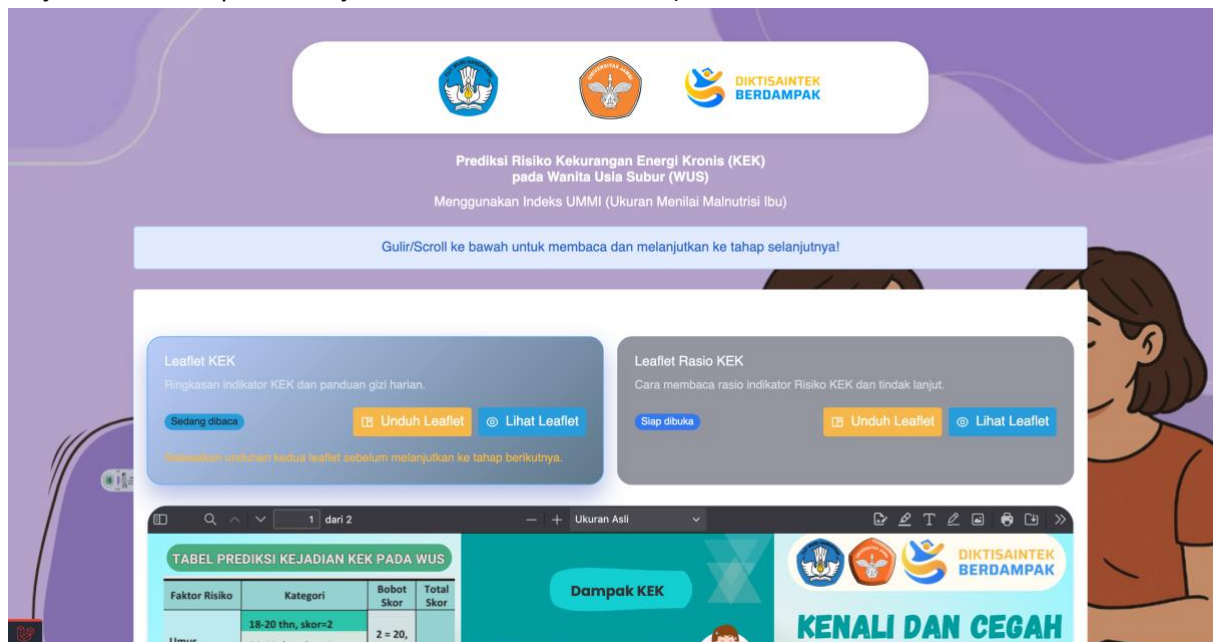 DIKTISAINTEK
BERDAMPAK
Prediksi Risiko Kekurangan Energi Kronis (KEK)
pada Wanita Usia Subur (WUS)
Menggunakan Indeks UMMI (Ukuran Menilai Malnutrisi Ibu)
Gulir/Scroll ke bawah untuk membaca dan melanjutkan ke tahap selanjutnya!
Leaflet KEK
Ringkasan indikator KEK dan panduan gizi harian.
Sedang dibaca
Unduh Leaflet
Lihat Leaflet
Selesaikan unduhan kedua leaflet sebelum melanjutkan ke tahap berikutnya.
Leaflet Rasio KEK
Cara membaca rasio indikator Risiko KEK dan tindak lanjut.
Siap dibuka
Unduh Leaflet
Lihat Leaflet
1 dari 2
Ukuran Asli
TABEL PREDIKSI KEJADIAN KEK PADA WUS
Faktor Risiko Kategori Bobot Skor Total Skor
18-20 thn, skor=2
Umur
2 = 20,
Dampak KEK
DIKTISAINTEK
BERDAMPAK
KENALI DAN CEGAH